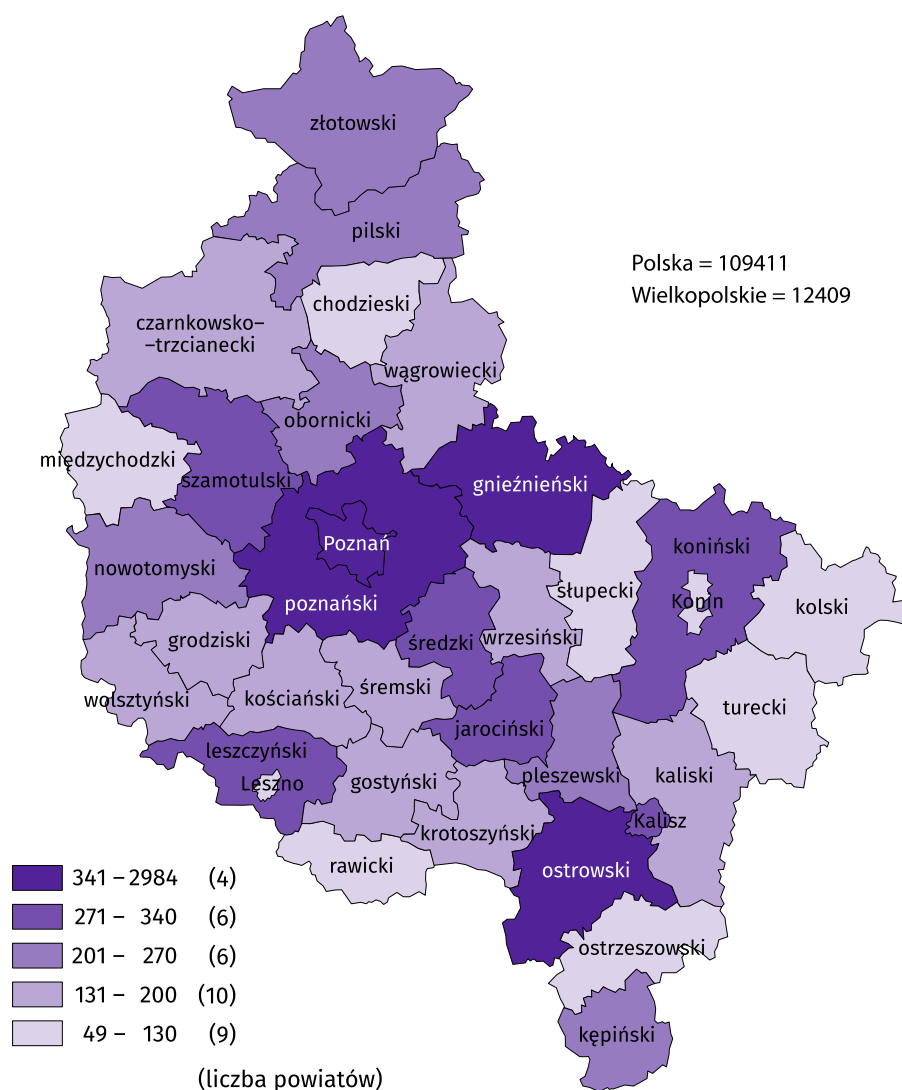 złotowski
pilski
Polska = 109411
Wielkopolskie = 12409
chodzieski
czarnkowsko–
–trzcianecki
wągrowiecki
obornicki
międzychodzki
szamotulski
gnieźnieński
Poznań
koniński
nowotomyski
słupecki
Konin
kolski
poznański
grodziski
średzki
wrzesiński
wolsztyński
kościański
śremski
turecki
leszczyński
jarociński
Leszno
gostyński
pleszewski
kaliski
krotoszyński
Kalisz
rawicki
ostrowski
341 – 2984 (4)
271 – 340 (6)
201 – 270 (6)
131 – 200 (10)
49 – 130 (9)
(liczba powiatów)
ostrzeszowski
kępiński